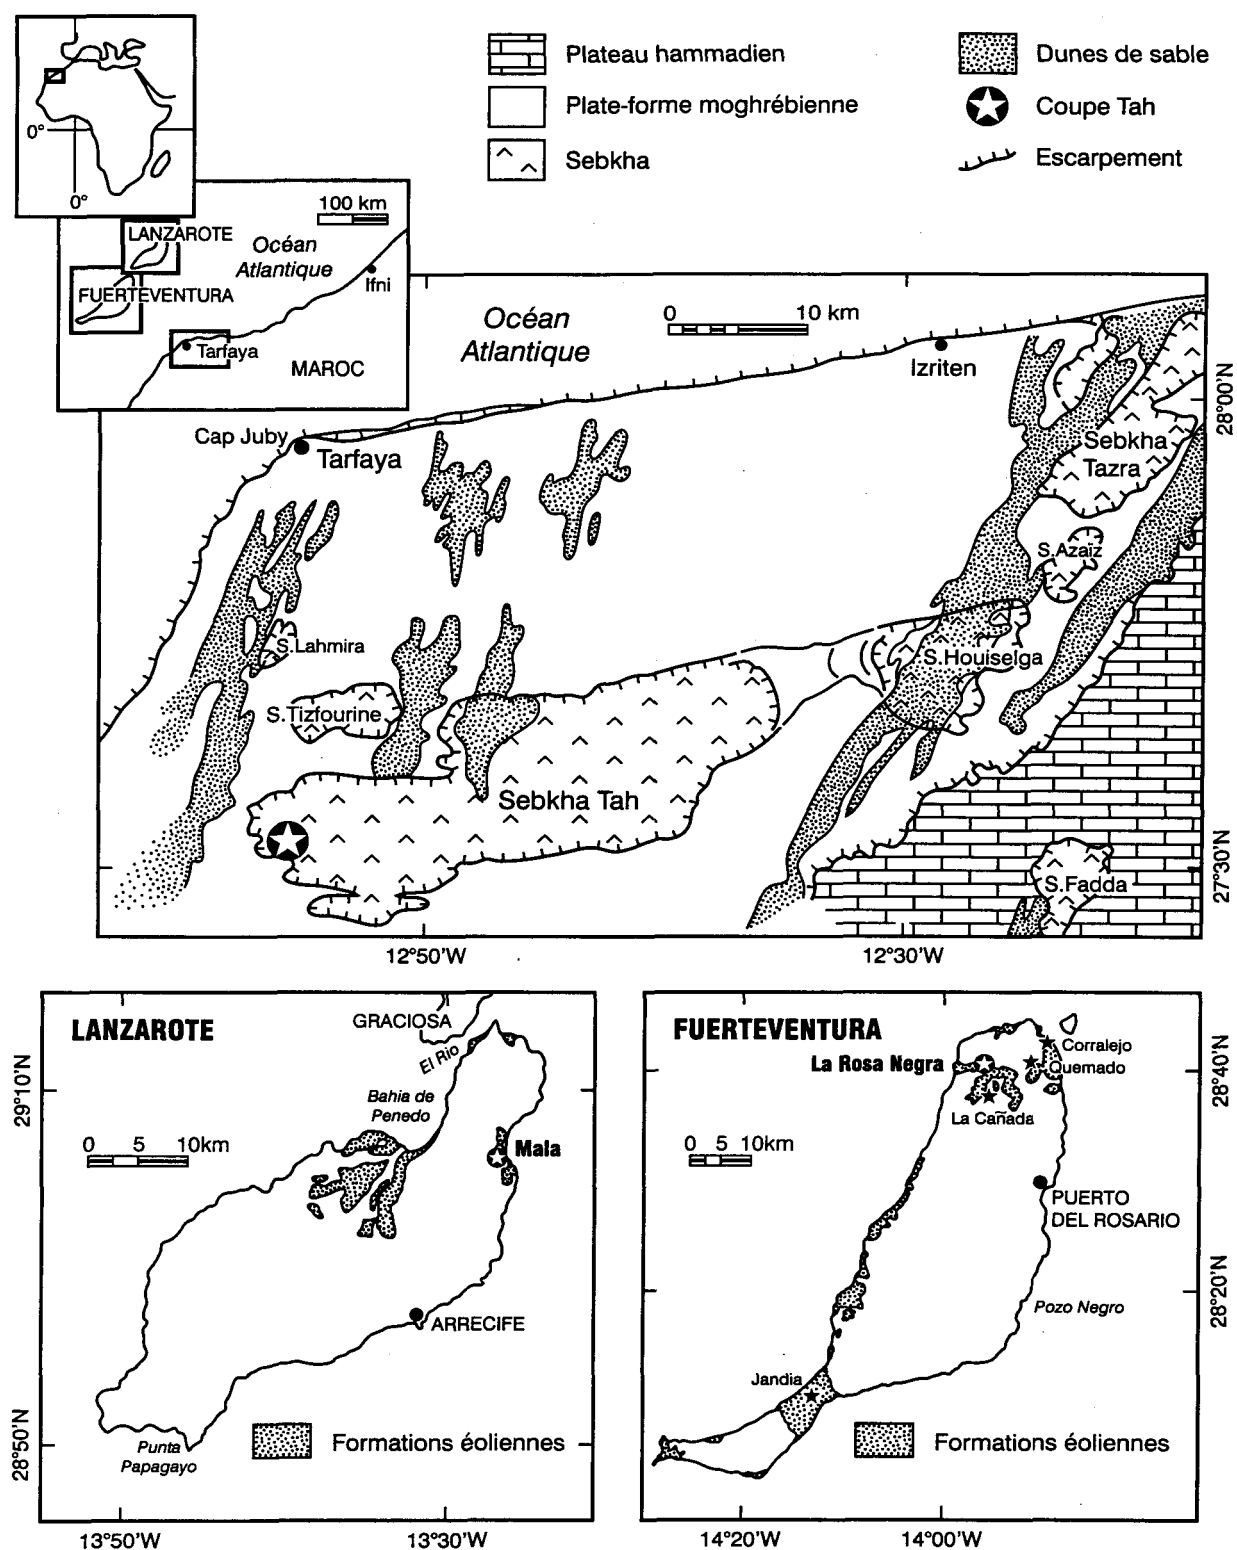 Plateau hammadien
Plate-forme moghrébienne
Sebkha
Dunes de sable
Coupe Tah
Escarpement
0°
0°
100 km
LANZAROTE
Océan
Atlantique
Ifni
FUERTEVENTURA
Tarfaya
MAROC
Océan
Atlantique
0 10 km
Izriten
28°00'N
Cap Juby
Tarfaya
Sebkha
Tazra
S.Azaïz
S.Lahmira
S.Houiselga
S.Tizfourine
Sebkha Tah
S.Fadda
27°30'N
12°50'W
12°30'W
LANZAROTE
GRACIOSA
El Rio
29°10'N
Bahia de
Penedo
0 5 10km
Mala
ARRECIFE
Punta
Papagayo
Formations éoliennes
28°50'N
13°50'W
13°30'W
FUERTEVENTURA
Corralejo
La Rosa Negra
Quemado
28°40'N
La Cañada
0 5 10km
PUERTO
DEL ROSARIO
28°20'N
Pozo Negro
Jandia
Formations éoliennes
14°20'W
14°00'W